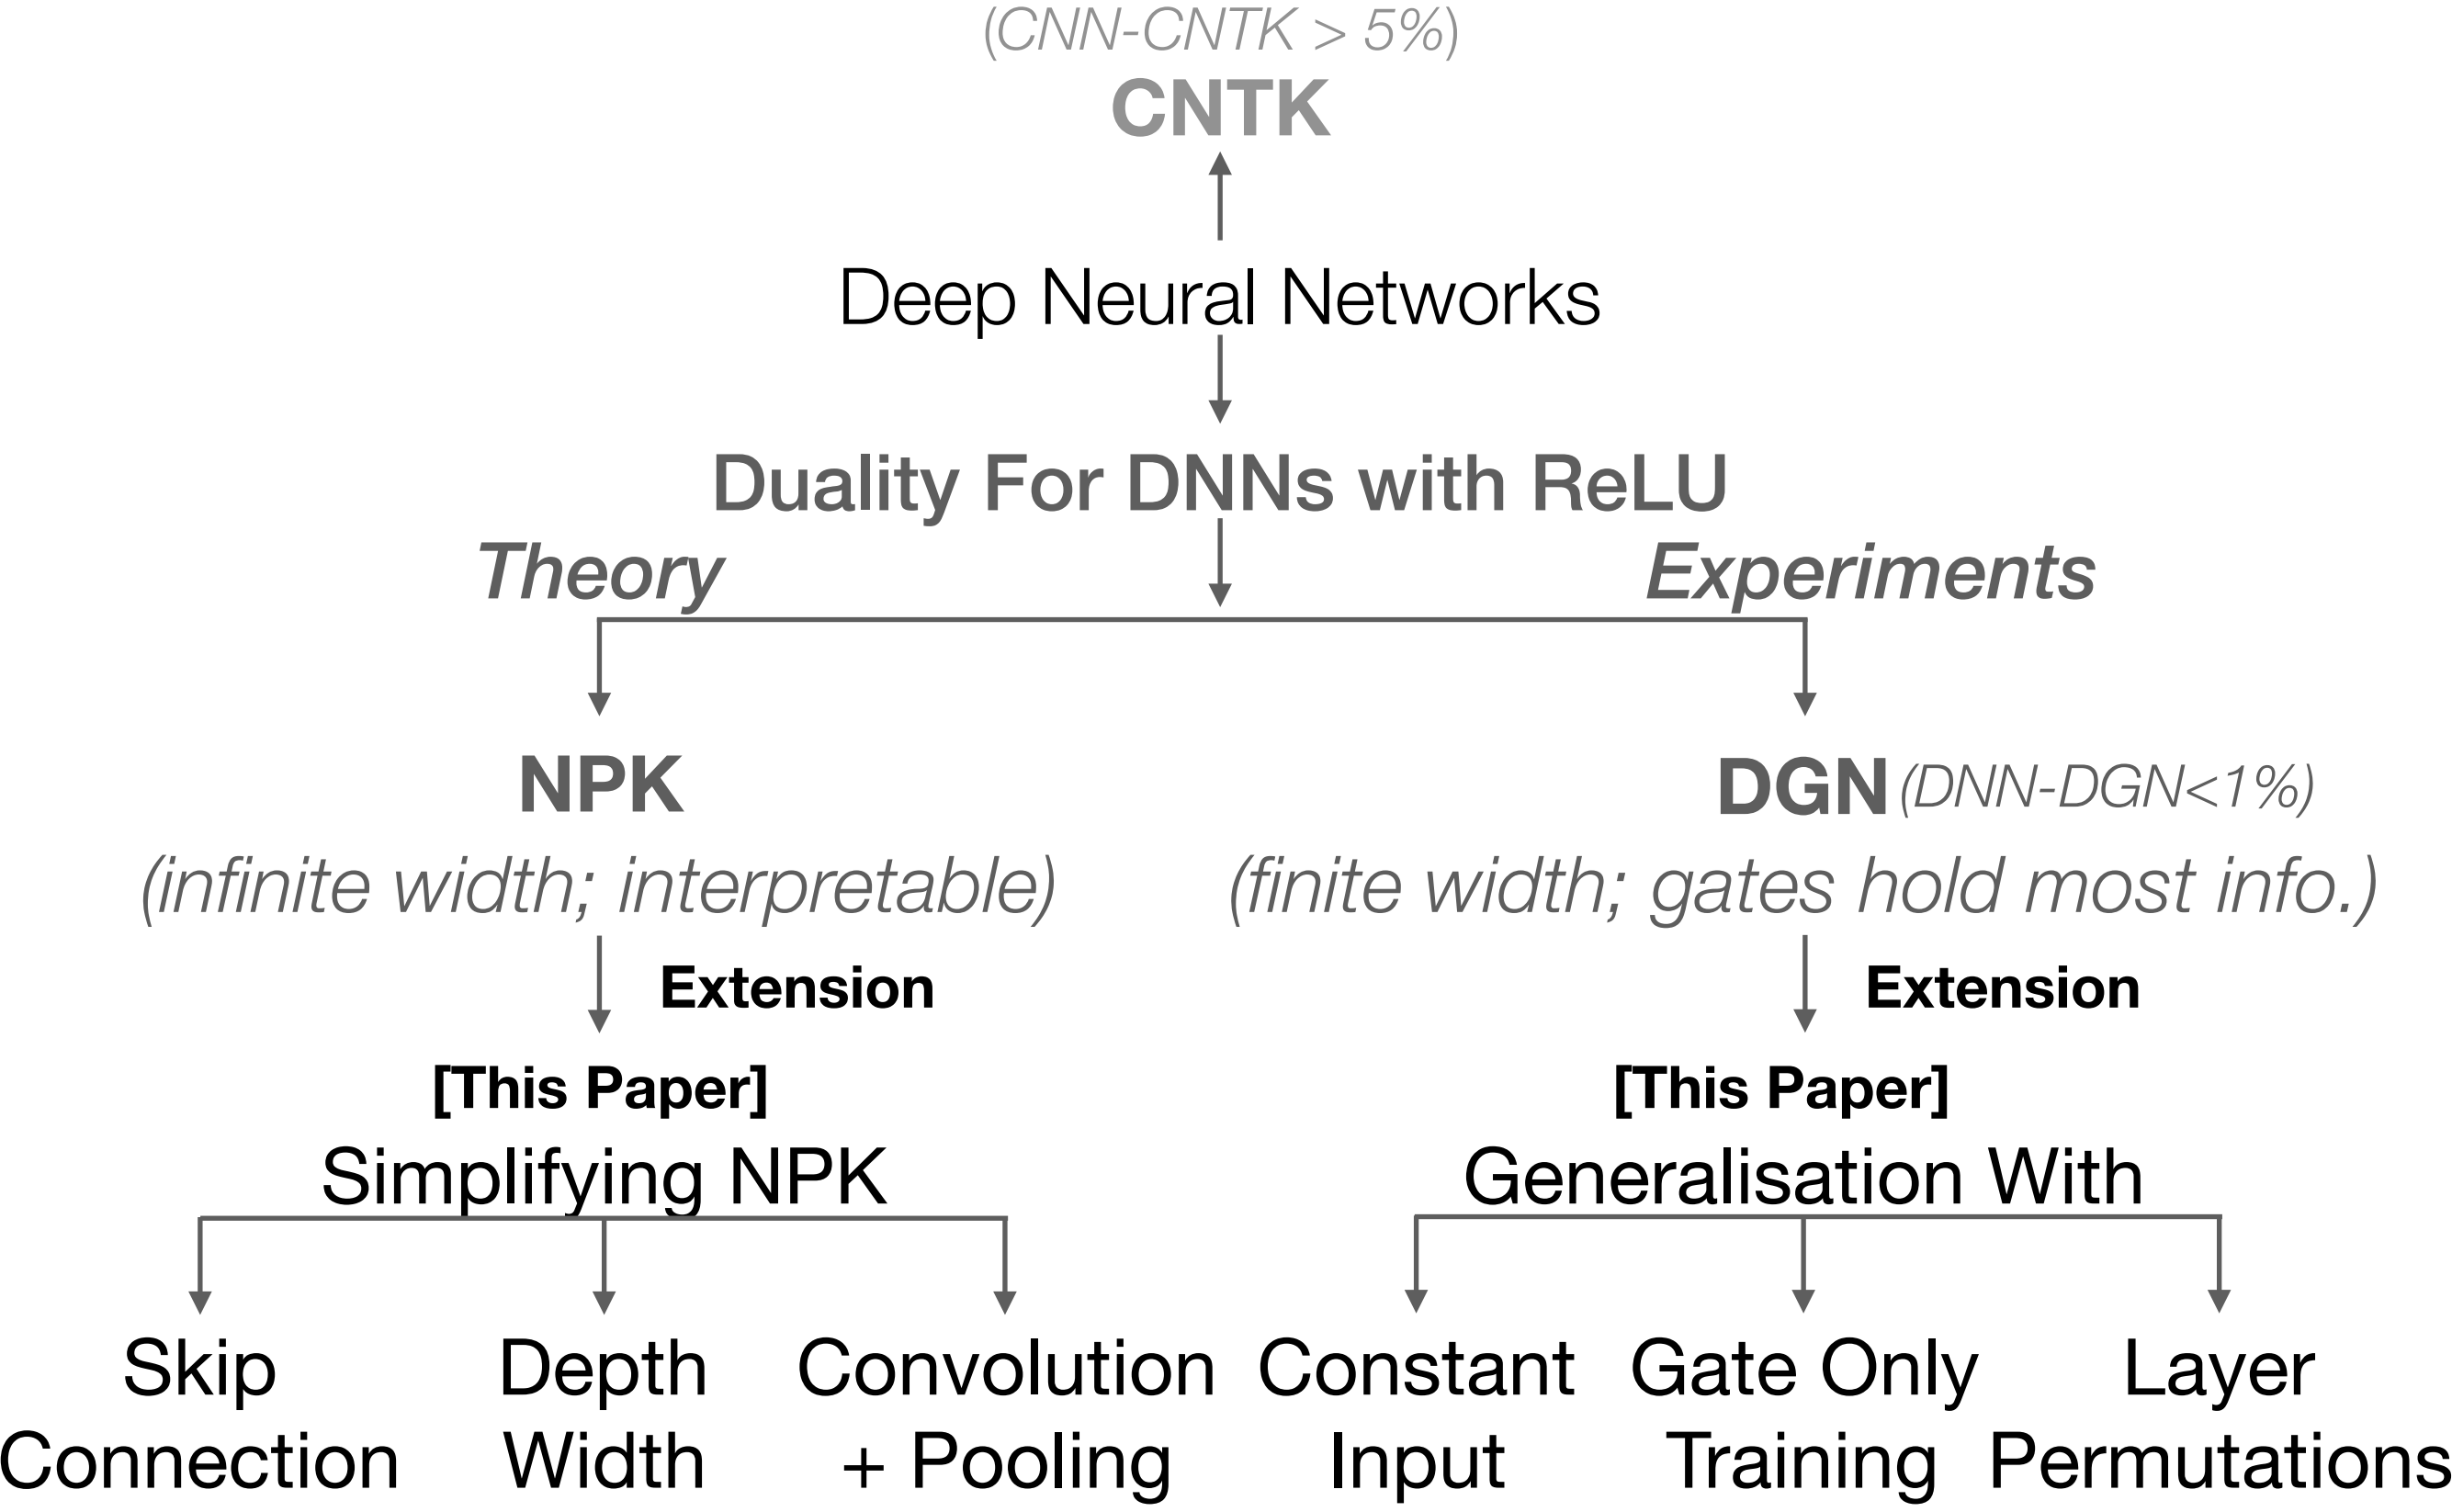 (CNN-CNTK > 5%)
CNTK
Deep Neural Networks
Duality For DNNs with ReLU
Theory
Experiments
NPK
(infinite width; interpretable)
Extension
[This Paper]
Simplifying NPK
Skip
Connection
Depth
Width
Convolution
+ Pooling
DGN (DNN-DGN<1%)
(finite width; gates hold most info.)
Extension
[This Paper]
Generalisation With
Constant
Input
Gate Only
Training
Layer
Permutations